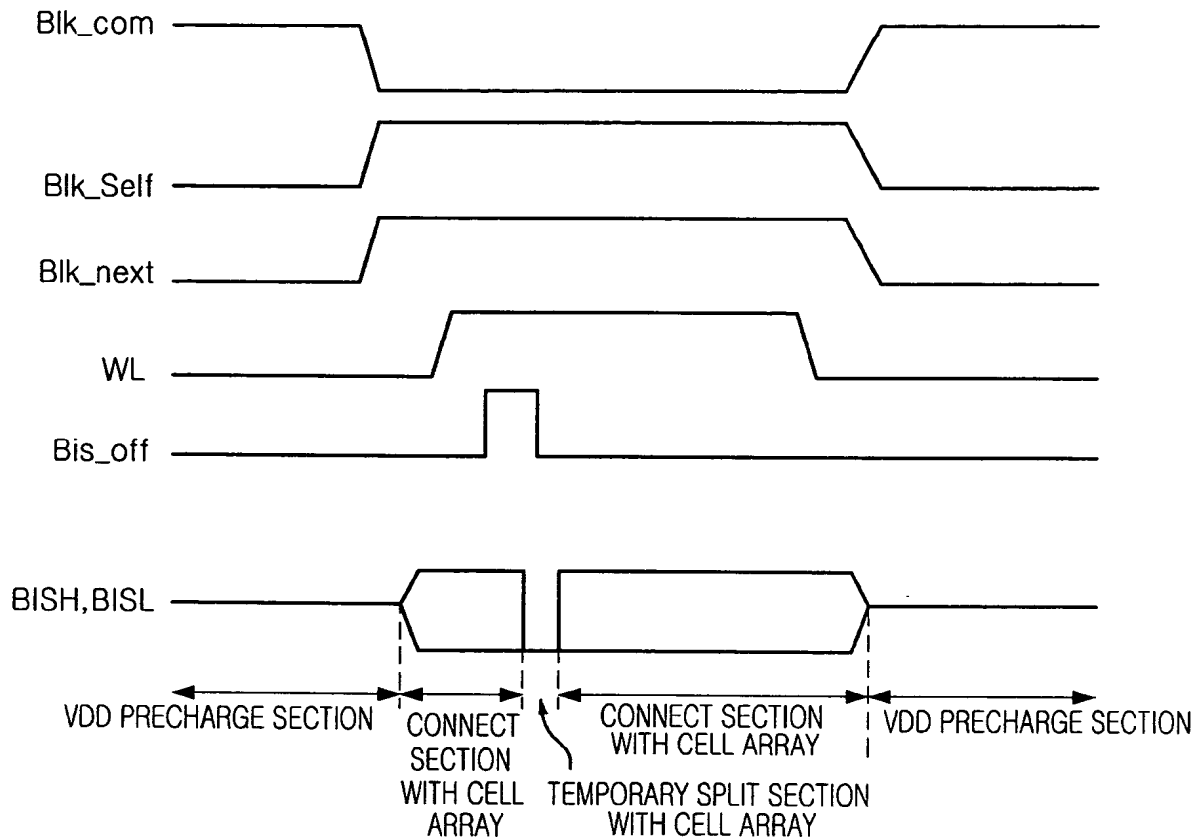 Blk_com
Blk_Self
Blk_next
WL
Bis_off
BISH,BISL
VDD PRECHARGE SECTION
CONNECT
SECTION
WITH CELL
ARRAY
TEMPORARY SPLIT SECTION
WITH CELL ARRAY
CONNECT SECTION
WITH CELL ARRAY
VDD PRECHARGE SECTION